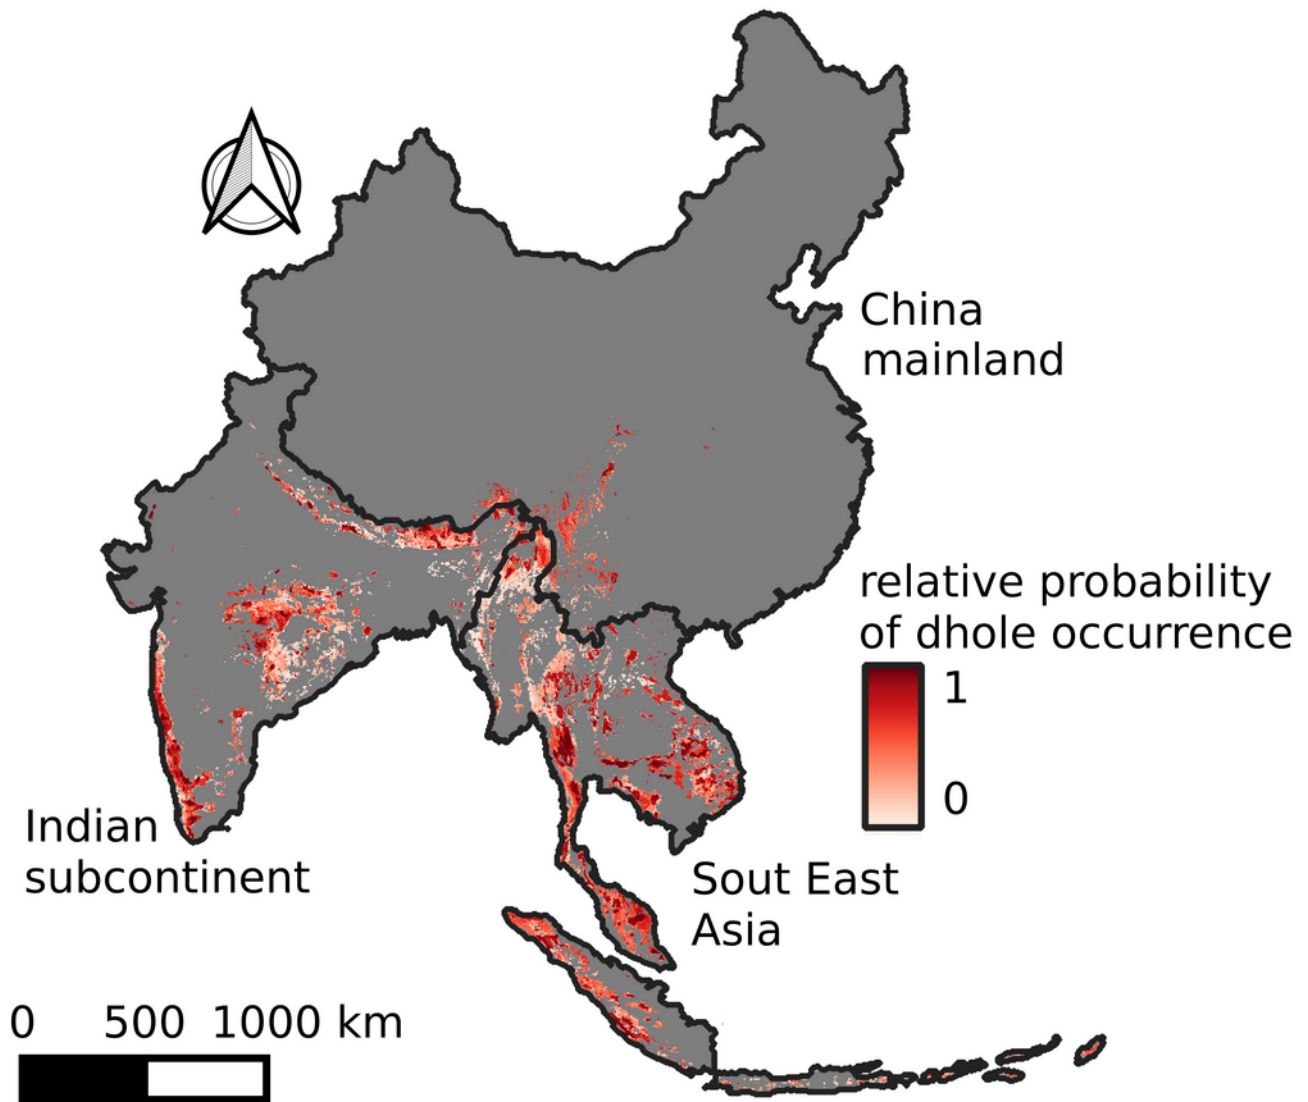 China
mainland
relative probability
of dhole occurrence
1
0
Indian
subcontinent
Sout East
Asia
0 500 1000 km